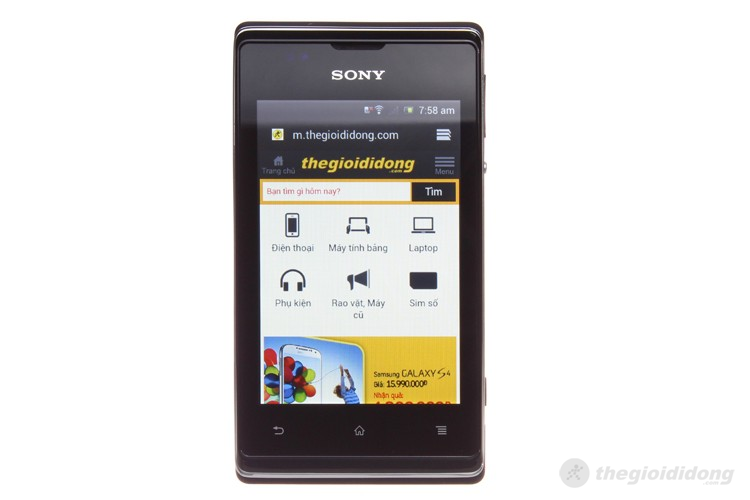 SONY
7:58 am
m.thegioididong.com
Trang chủ
thegioididong
.com
Menu
Bạn tìm gì hôm nay?
Tìm
Điện thoại
Máy tính bảng
Laptop
Phụ kiện
Rao vặt, Máy
cũ
Sim số
Samsung GALAXY S4
Giá: 15.990.000đ
Nhận quà:
thegioididong
.com